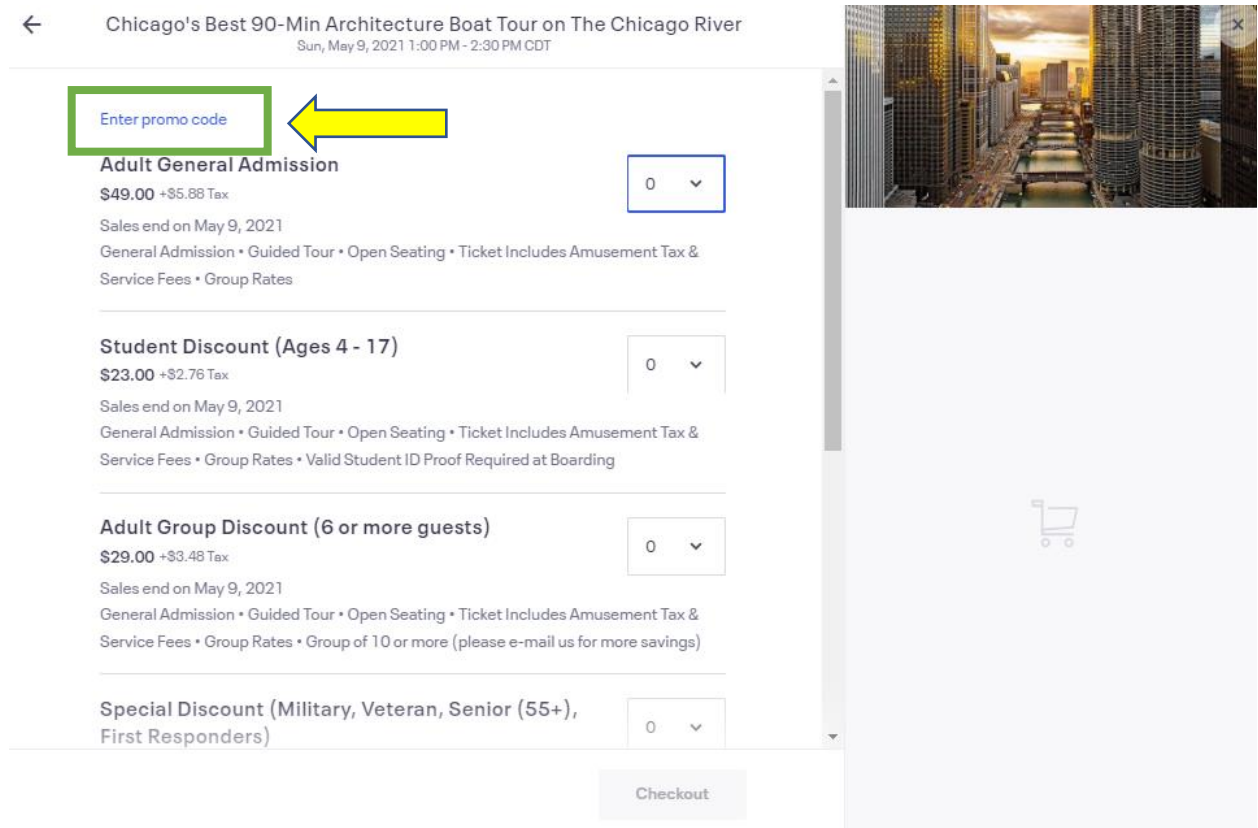 Chicago's Best 90-Min Architecture Boat Tour on The Chicago River
Sun, May 9, 2021 1:00 PM - 2:30 PM CDT
Enter promo code
Adult General Admission
0
$49.00 +$5.88 Tax
Sales end on May 9, 2021
General Admission • Guided Tour • Open Seating • Ticket Includes Amusement Tax &
Service Fees • Group Rates
Student Discount (Ages 4 - 17)
0
$23.00 +$2.76 Tax
Sales end on May 9, 2021
General Admission • Guided Tour • Open Seating • Ticket Includes Amusement Tax &
Service Fees • Group Rates • Valid Student ID Proof Required at Boarding
Adult Group Discount (6 or more guests)
0
$29.00 +$3.48 Tax
Sales end on May 9, 2021
General Admission • Guided Tour • Open Seating • Ticket Includes Amusement Tax &
Service Fees • Group Rates • Group of 10 or more (please e-mail us for more savings)
Special Discount (Military, Veteran, Senior (55+),
First Responders)
0
Checkout